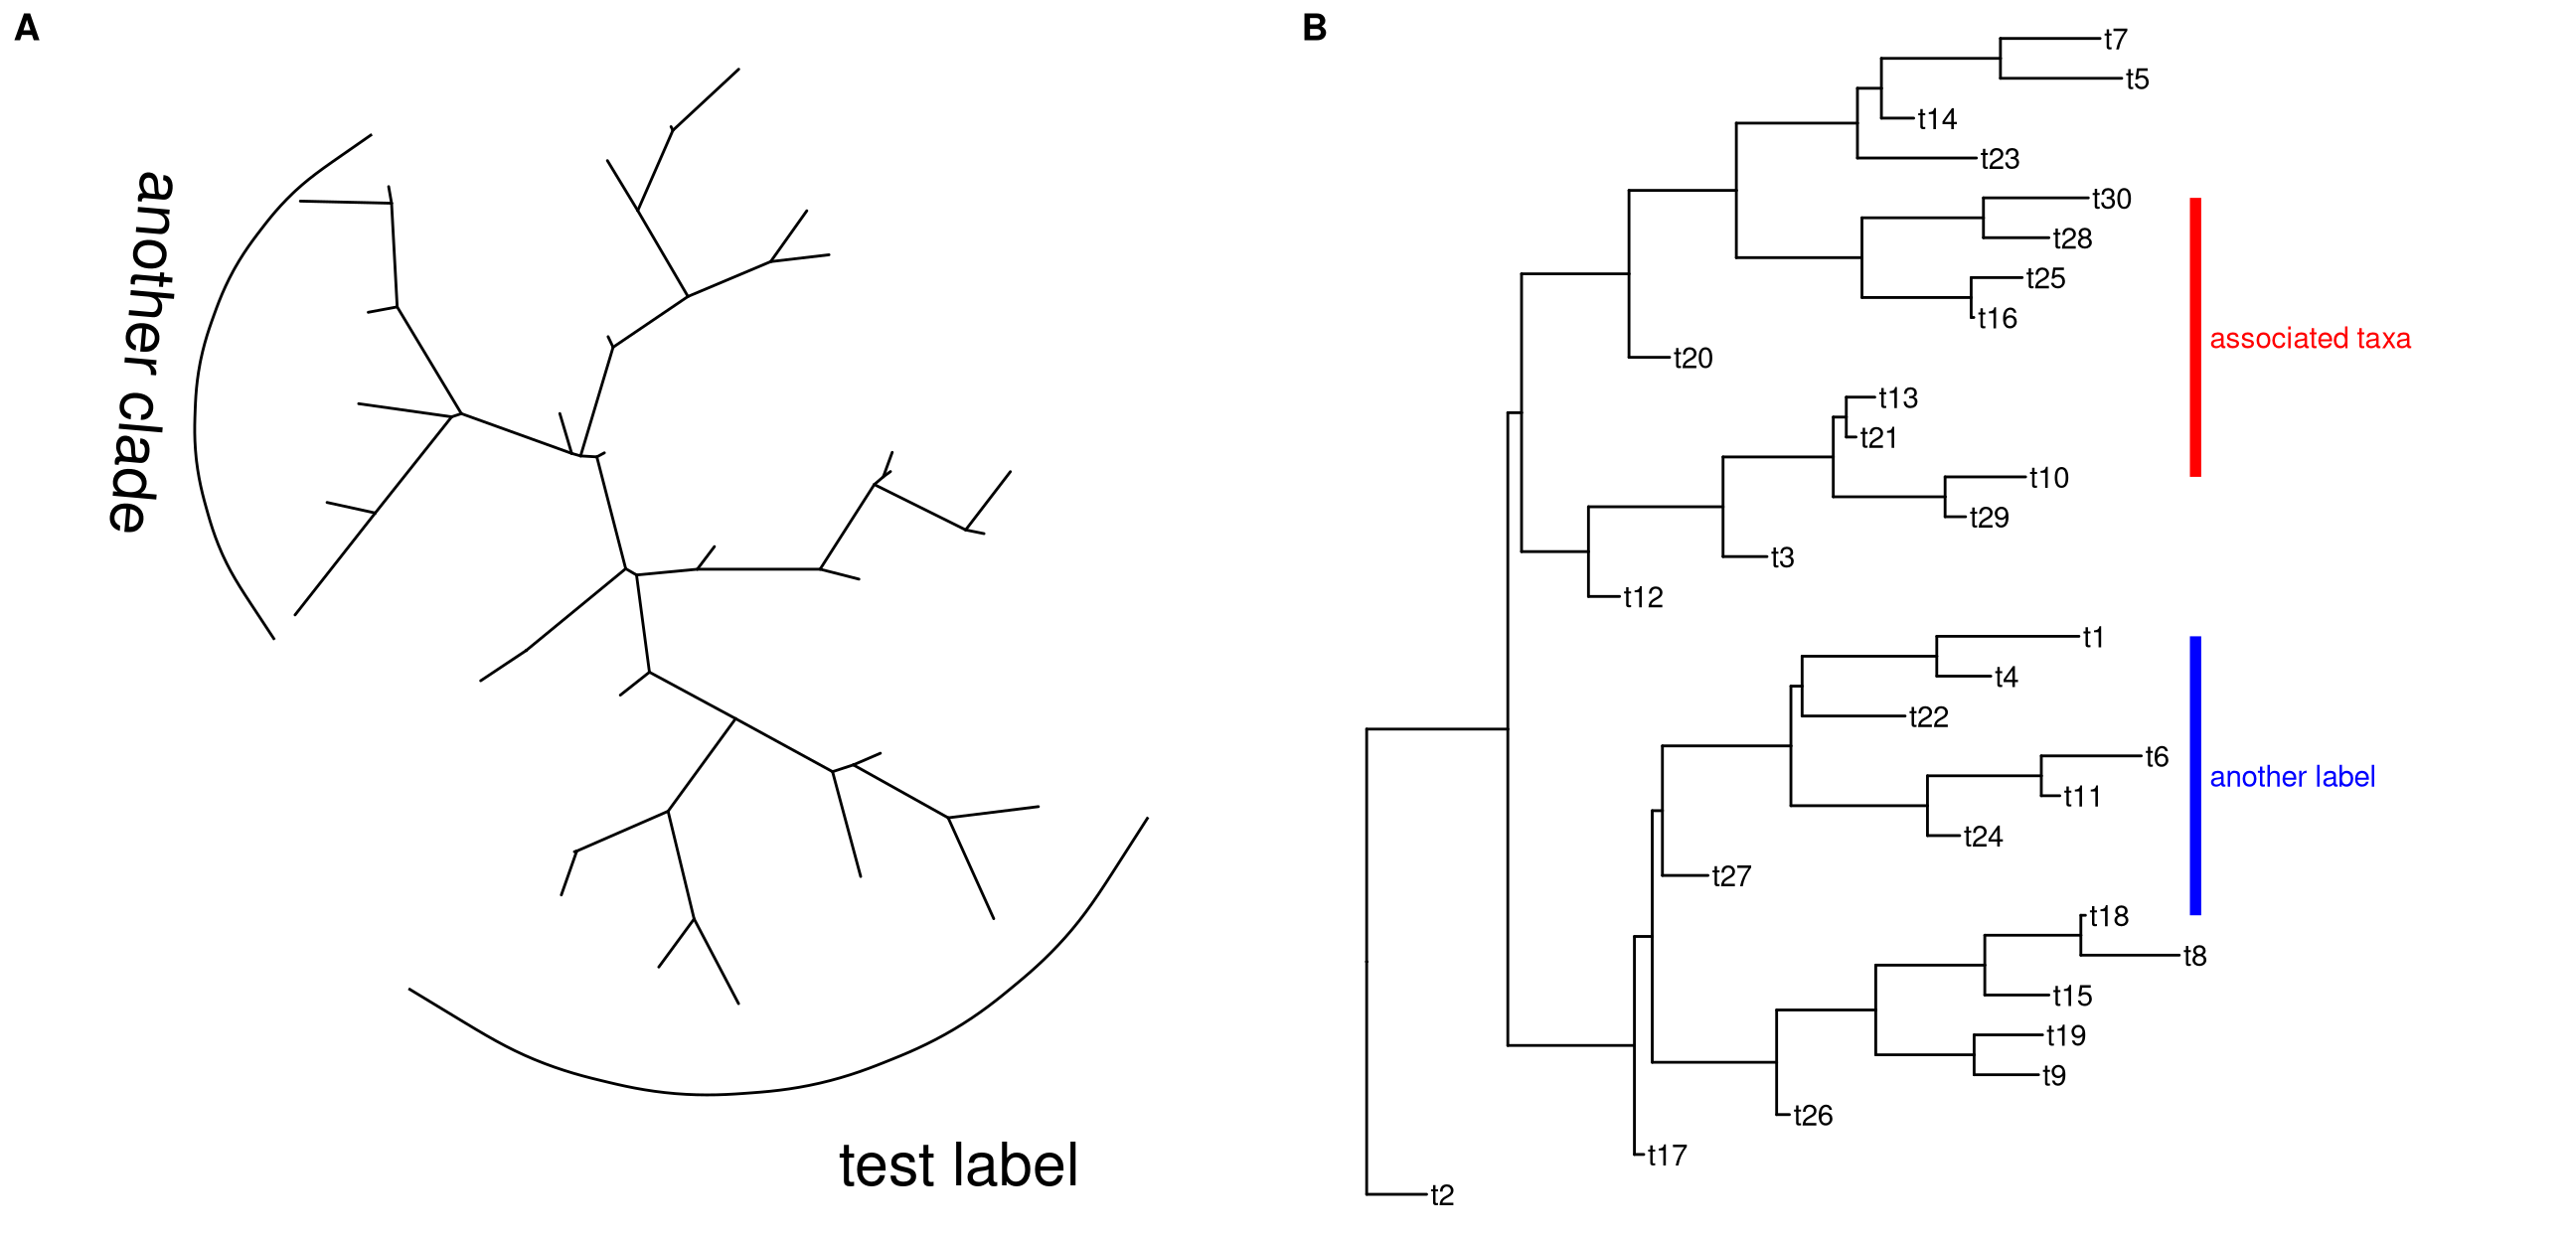 A
another clade
test label
B
t7
t5
t14
t23
t30
t28
t25
t16
associated taxa
t20
t13
t21
t10
t29
t3
t12
t1
t4
t22
t6
another label
t11
t24
t27
t18
t8
t15
t19
t9
t26
t17
t2